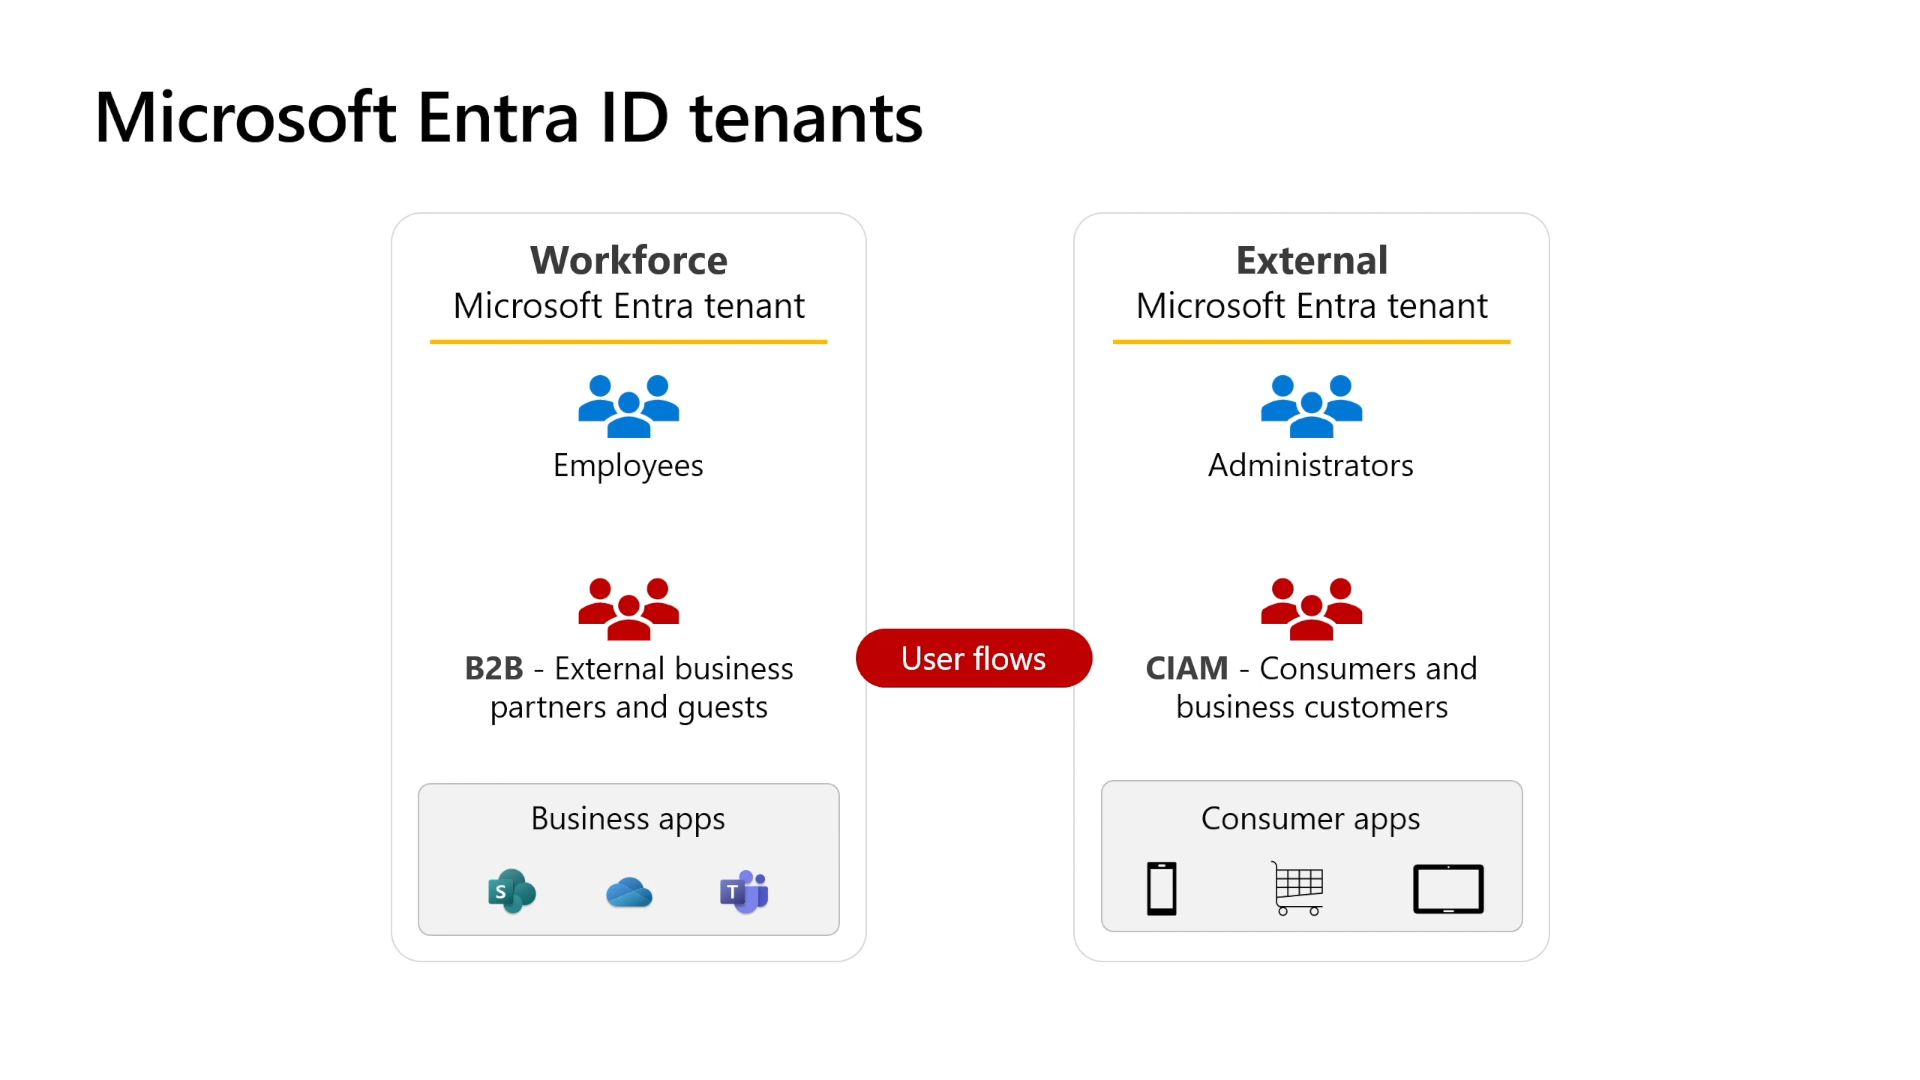 Microsoft Entra ID tenants
Workforce
Microsoft Entra tenant
Employees
B2B - External business
partners and guests
Business apps
S
T
User flows
External
Microsoft Entra tenant
Administrators
CIAM - Consumers and
business customers
Consumer apps